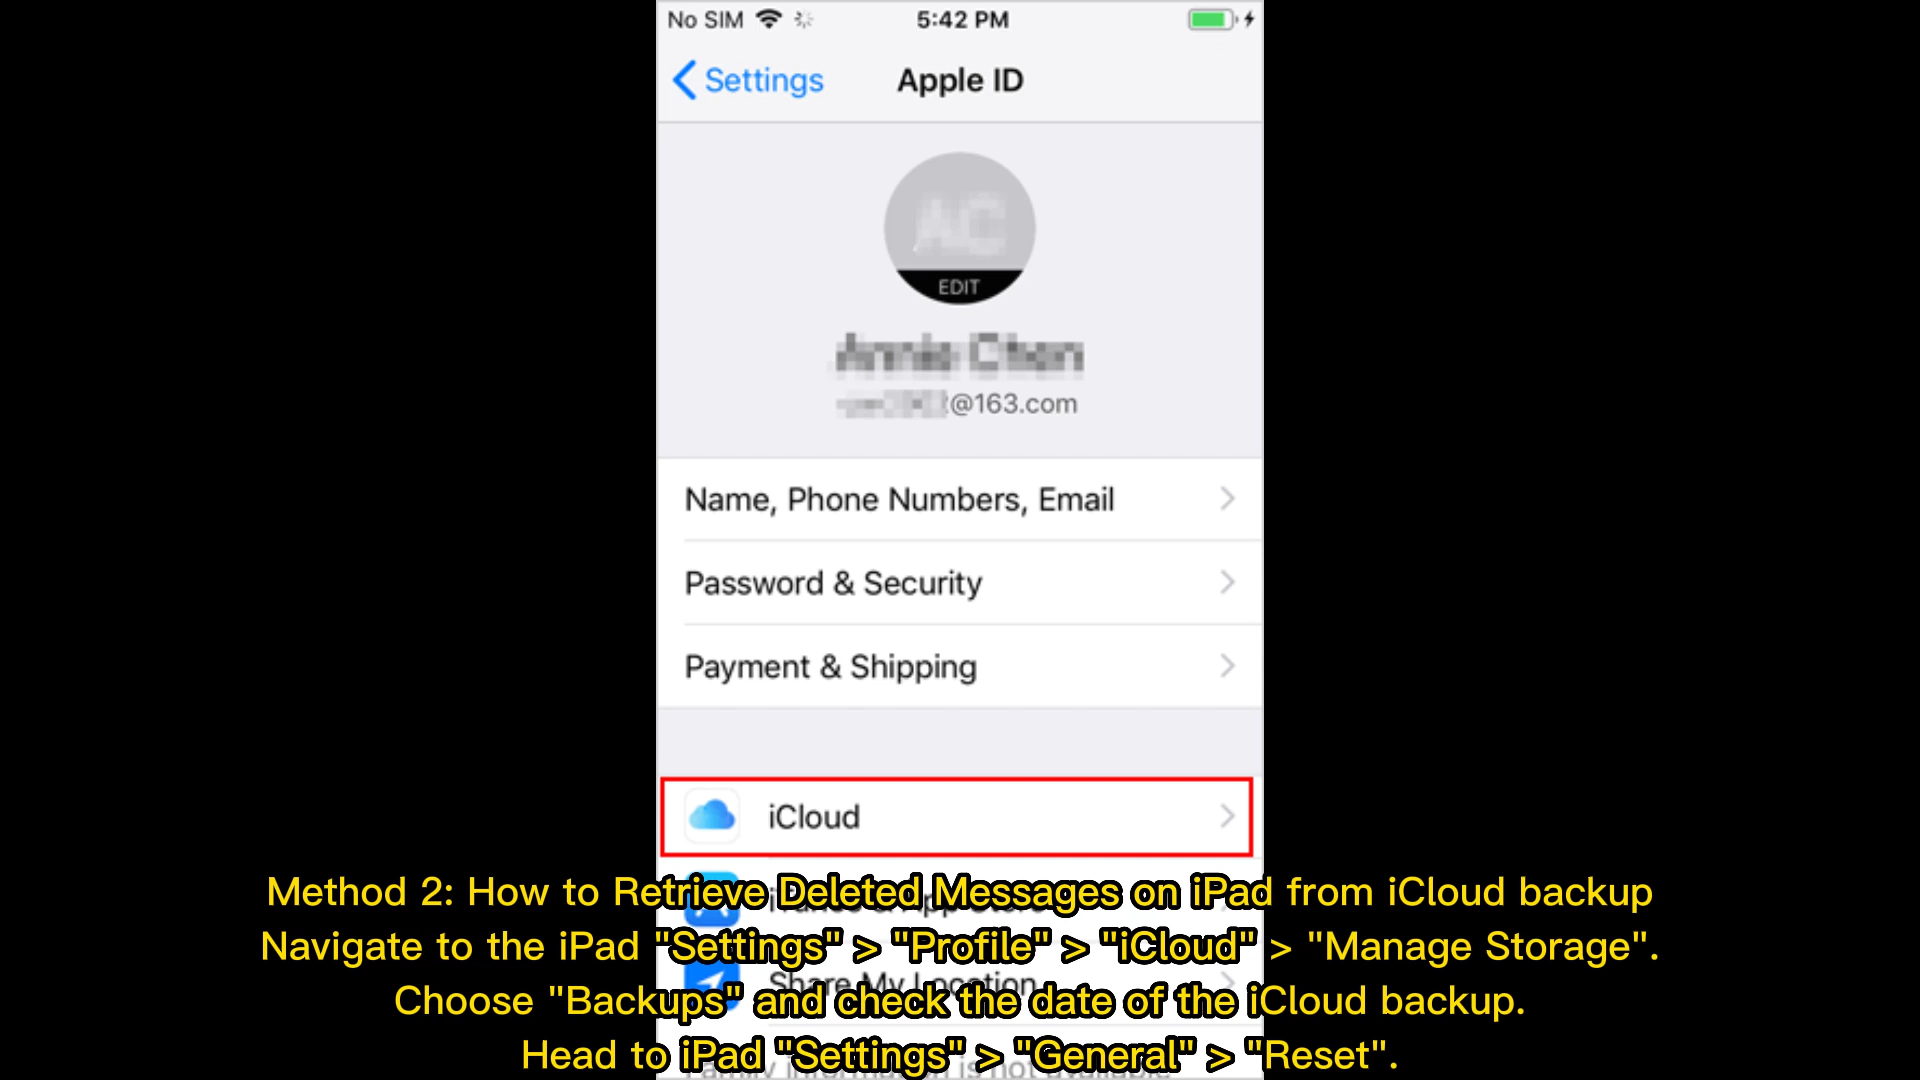 No SIM 5:42 PM
Settings Apple ID
EDIT
@163.com
Name, Phone Numbers, Email
Password & Security
Payment & Shipping
iCloud
Method 2: How to Retrieve Deleted Messages on iPad from iCloud backup
Navigate to the iPad "Settings" > "Profile" > "iCloud" > "Manage Storage".
Share My Location
Choose "Backups" and check the date of the iCloud backup.
Head to iPad "Settings" > "General" > "Reset".